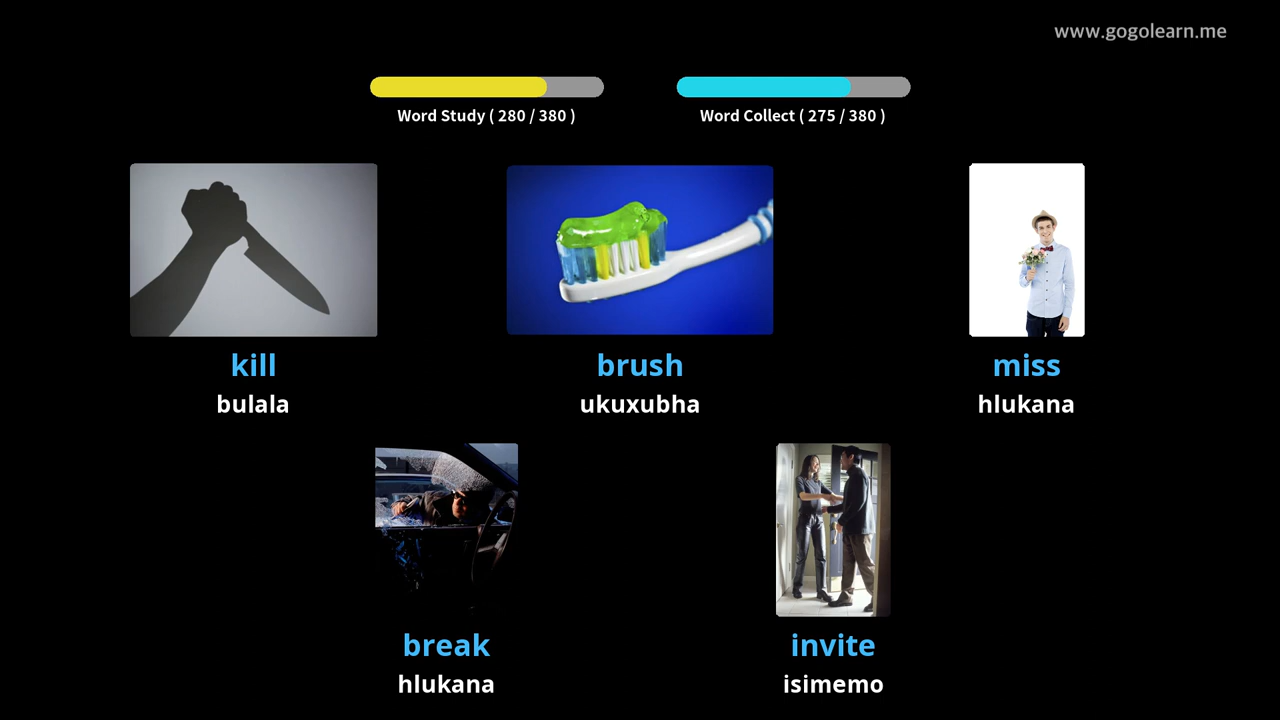 www.gogolearn.me
Word Study ( 280 / 380 )
Word Collect ( 275 / 380 )
kill
bulala
brush
ukuxubha
miss
hlukana
break
hlukana
invite
isimemo